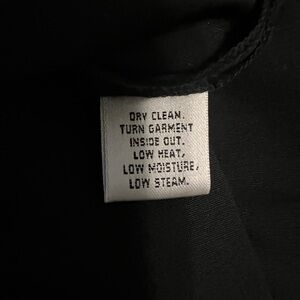 DRY CLEAN.
TURN GARMENT
INSIDE OUT.
LOW HEAT,
LOW MOISTURE,
LOW STEAM.